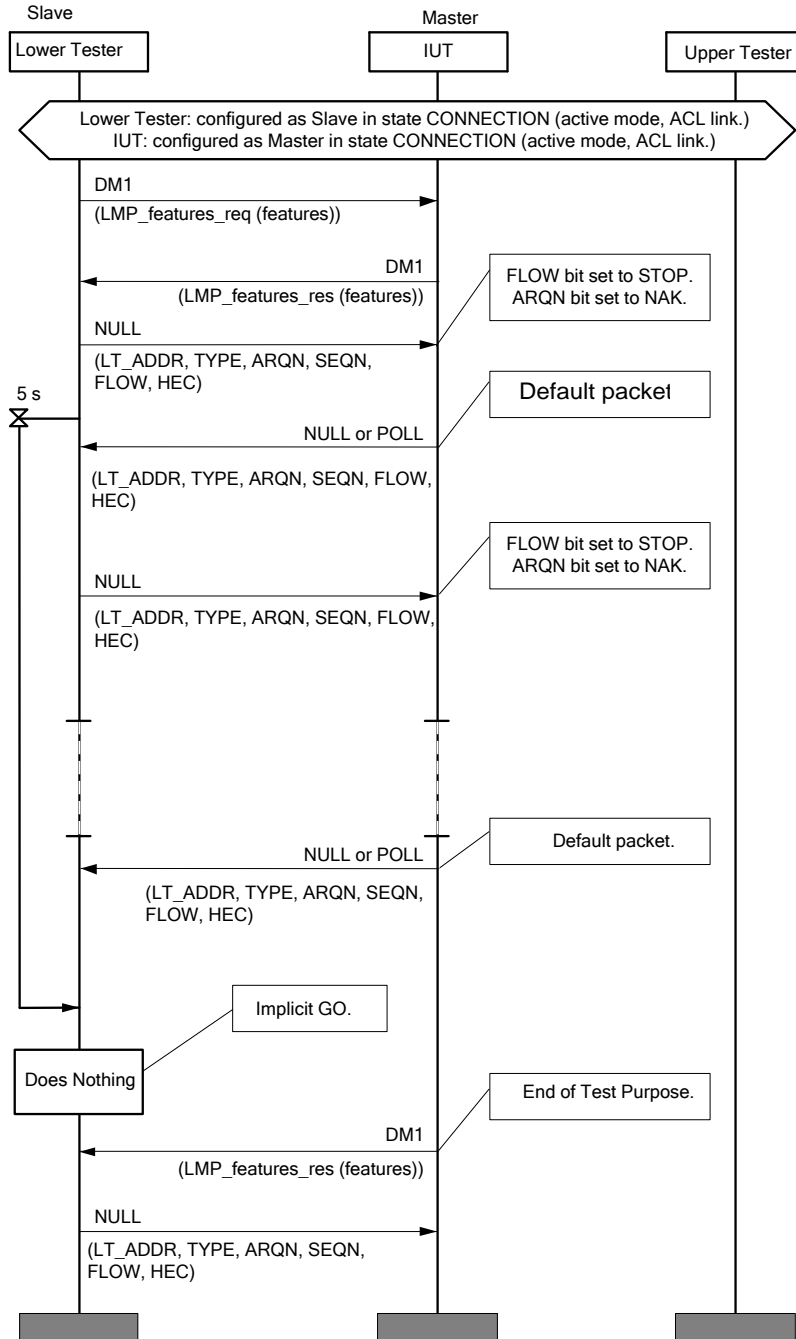 Slave
Master
Lower Tester
IUT
Upper Tester
Lower Tester: configured as Slave in state CONNECTION (active mode, ACL link.)
IUT: configured as Master in state CONNECTION (active mode, ACL link.)
DM1
(LMP_features_req (features))
DM1
(LMP_features_res (features))
FLOW bit set to STOP.
ARQN bit set to NAK.
NULL
(LT_ADDR, TYPE, ARQN, SEQN,
FLOW, HEC)
5 s
Default packet
NULL or POLL
(LT_ADDR, TYPE, ARQN, SEQN, FLOW,
HEC)
FLOW bit set to STOP.
ARQN bit set to NAK.
NULL
(LT_ADDR, TYPE, ARQN, SEQN, FLOW,
HEC)
Default packet.
NULL or POLL
(LT_ADDR, TYPE, ARQN, SEQN,
FLOW, HEC)
Implicit GO.
Does Nothing
End of Test Purpose.
DM1
(LMP_features_res (features))
NULL
(LT_ADDR, TYPE, ARQN, SEQN,
FLOW, HEC)